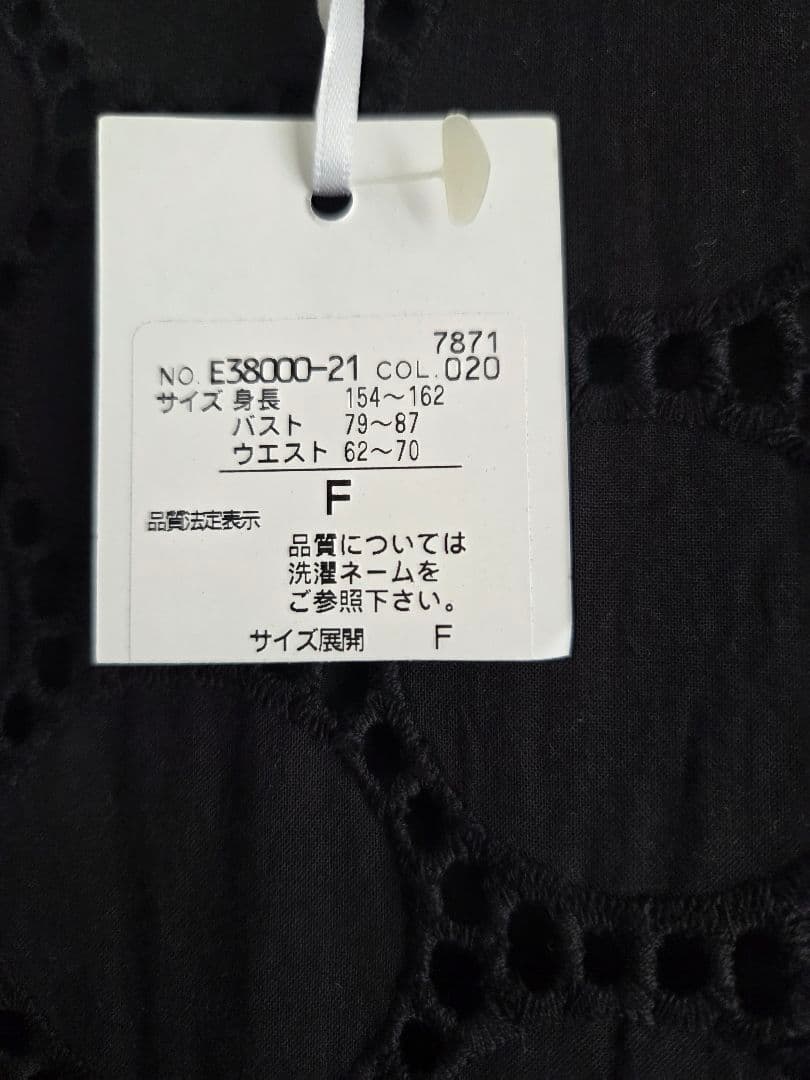 7871
NO. E38000-21 COL.020
サイズ 身長 154～162
バスト 79～87
ウエスト 62～70
F
品質法定表示
品質については
洗濯ネームを
ご参照下さい。
サイズ展開 F